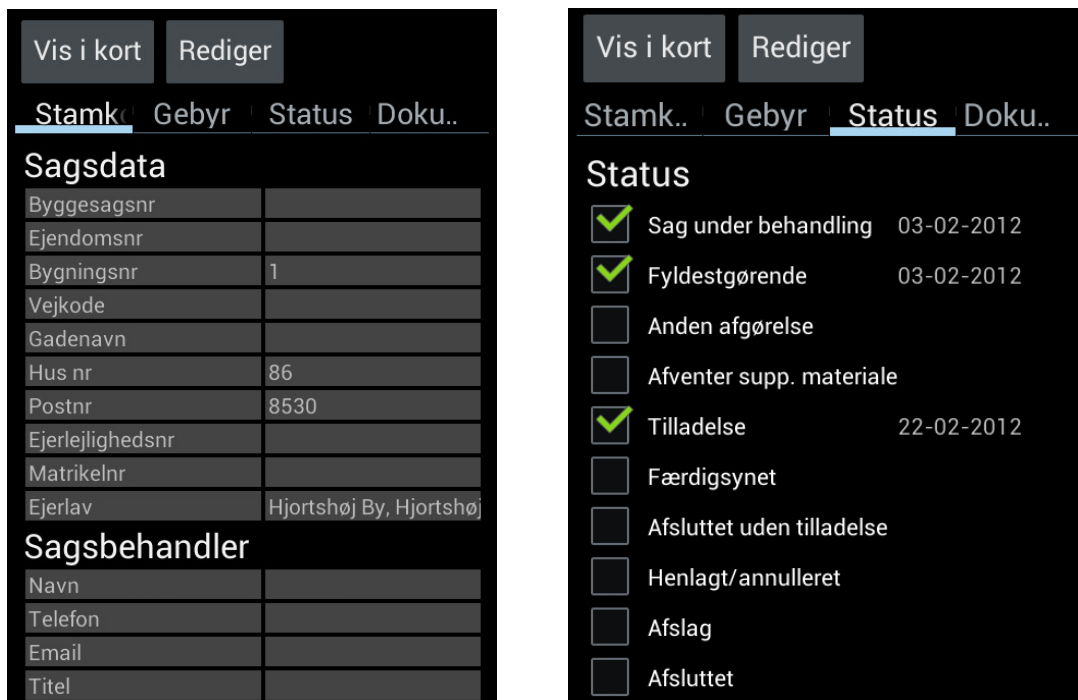 Vis i kort Rediger
Stamk Gebyr Status Doku..
Sagsdata
Byggesagsnr
Ejendomsnr
Bygningsnr 1
Vejkode
Gadenavn
Hus nr 86
Postnr 8530
Ejerlejlighedsnr
Matrikelnr
Ejerlav Hjortshøj By, Hjortshøj
Sagsbehandler
Navn
Telefon
Email
Titel
Vis i kort Rediger
Stamk.. Gebyr Status Doku..
Status
Sag under behandling 03-02-2012
Fyldestgørende 03-02-2012
Anden afgørelse
Afventer supp. materiale
Tilladelse 22-02-2012
Færdigsynet
Afsluttet uden tilladelse
Henlagt/annulleret
Afslag
Afsluttet